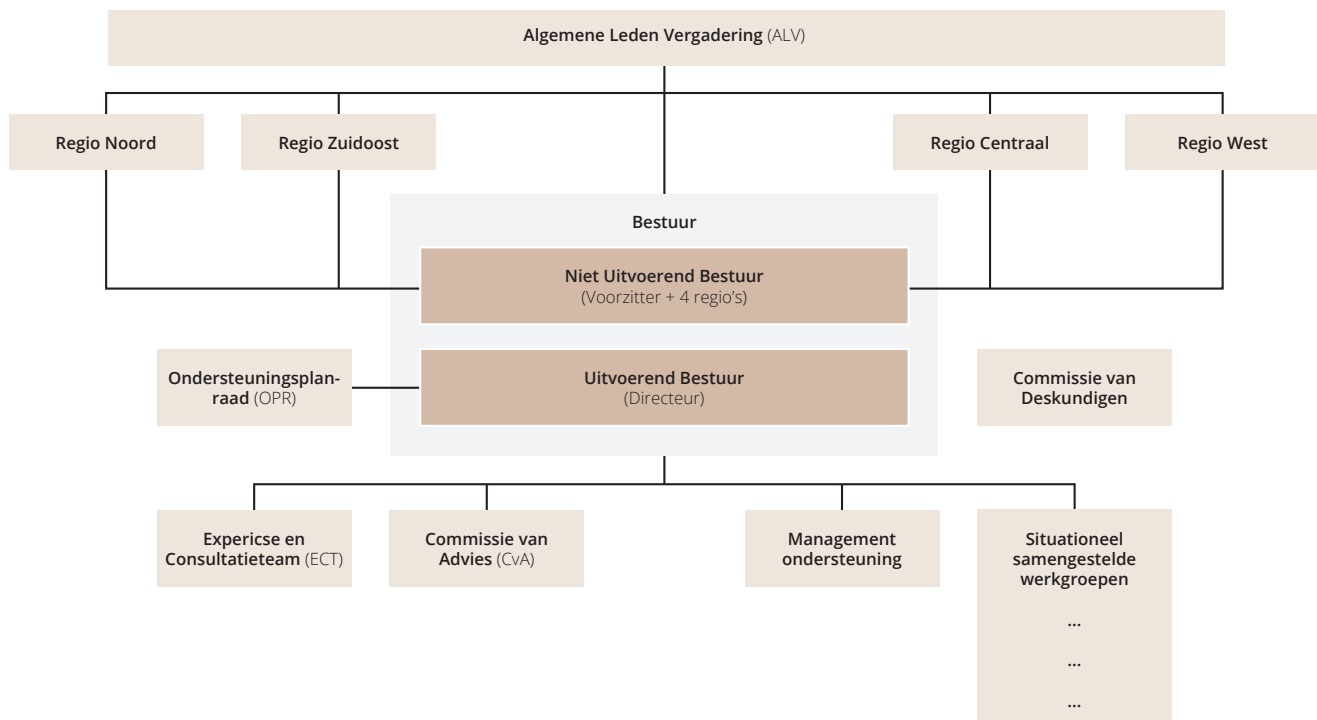 Algemene Leden Vergadering (ALV)
Regio Noord
Regio Zuidoost
Regio Centraal
Regio West
Bestuur
Niet Uitvoerend Bestuur
(Voorzitter + 4 regio's)
Ondersteuningsplan-
raad (OPR)
Uitvoerend Bestuur
(Directeur)
Commissie van
Deskundigen
Expericse en
Consultatieteam (ECT)
Commissie van
Advies (CvA)
Management
ondersteuning
Situationeel
samengestelde
werkgroepen
...
...
...